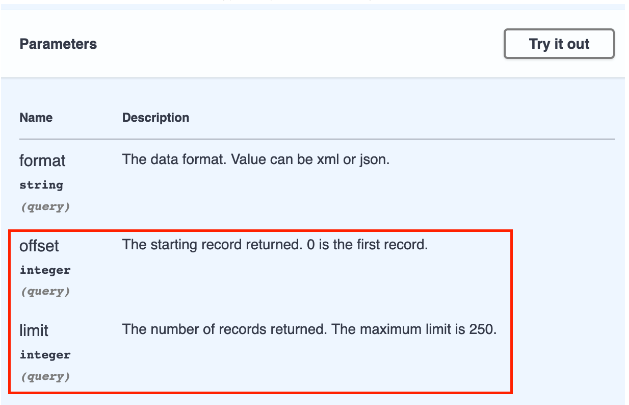 Parameters
Try it out
Name Description
format The data format. Value can be xml or json.
string
(query)
offset The starting record returned. 0 is the first record.
integer
(query)
limit The number of records returned. The maximum limit is 250.
integer
(query)